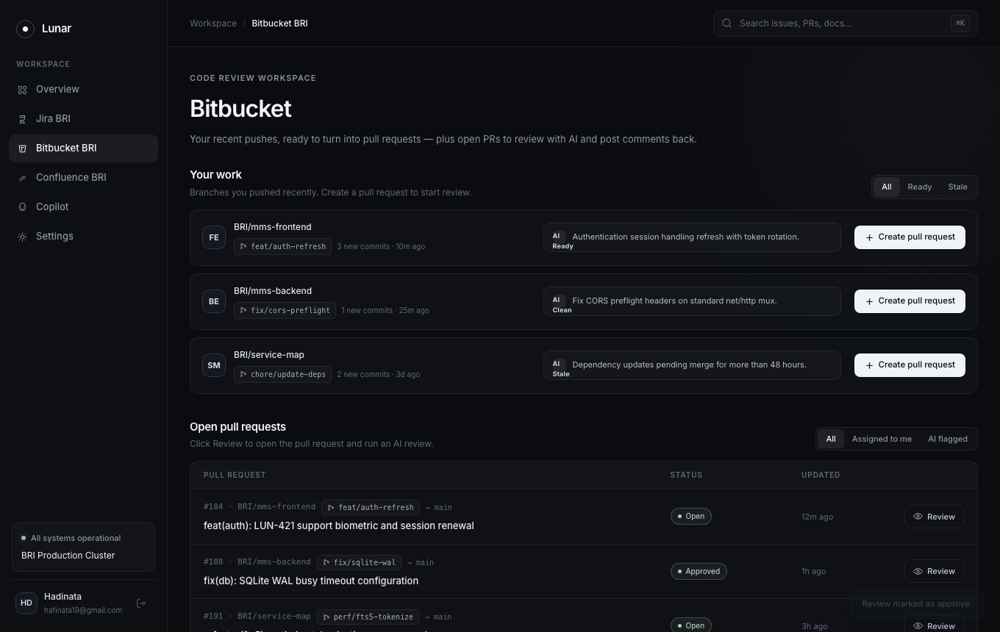 Lunar
Workspace / Bitbucket BRI
Search issues, PRs, docs... ⌘K
WORKSPACE
Overview
Jira BRI
Bitbucket BRI
Confluence BRI
Copilot
Settings
All systems operational
BRI Production Cluster
HD
Hadinata
hafinata19@gmail.com
CODE REVIEW WORKSPACE
Bitbucket
Your recent pushes, ready to turn into pull requests — plus open PRs to review with AI and post comments back.
Your work
Branches you pushed recently. Create a pull request to start review.
All Ready Stale
FE
BRI/mms-frontend
feat/auth-refresh 3 new commits · 10m ago
AI Ready
Authentication session handling refresh with token rotation.
+ Create pull request
BE
BRI/mms-backend
fix/cors-preflight 1 new commits · 25m ago
AI Clean
Fix CORS preflight headers on standard net/http mux.
+ Create pull request
SM
BRI/service-map
chore/update-deps 2 new commits · 3d ago
AI Stale
Dependency updates pending merge for more than 48 hours.
+ Create pull request
Open pull requests
Click Review to open the pull request and run an AI review.
All Assigned to me AI flagged
PULL REQUEST STATUS UPDATED
#184 · BRI/mms-frontend feat/auth-refresh → main
feat(auth): LUN-421 support biometric and session renewal
Open 12m ago Review
#188 · BRI/mms-backend fix/sqlite-wal → main
fix(db): SQLite WAL busy timeout configuration
Approved 1h ago Review
#191 · BRI/service-map perf/fts5-tokenize → main
Open 3h ago Review
Review marked as approve.